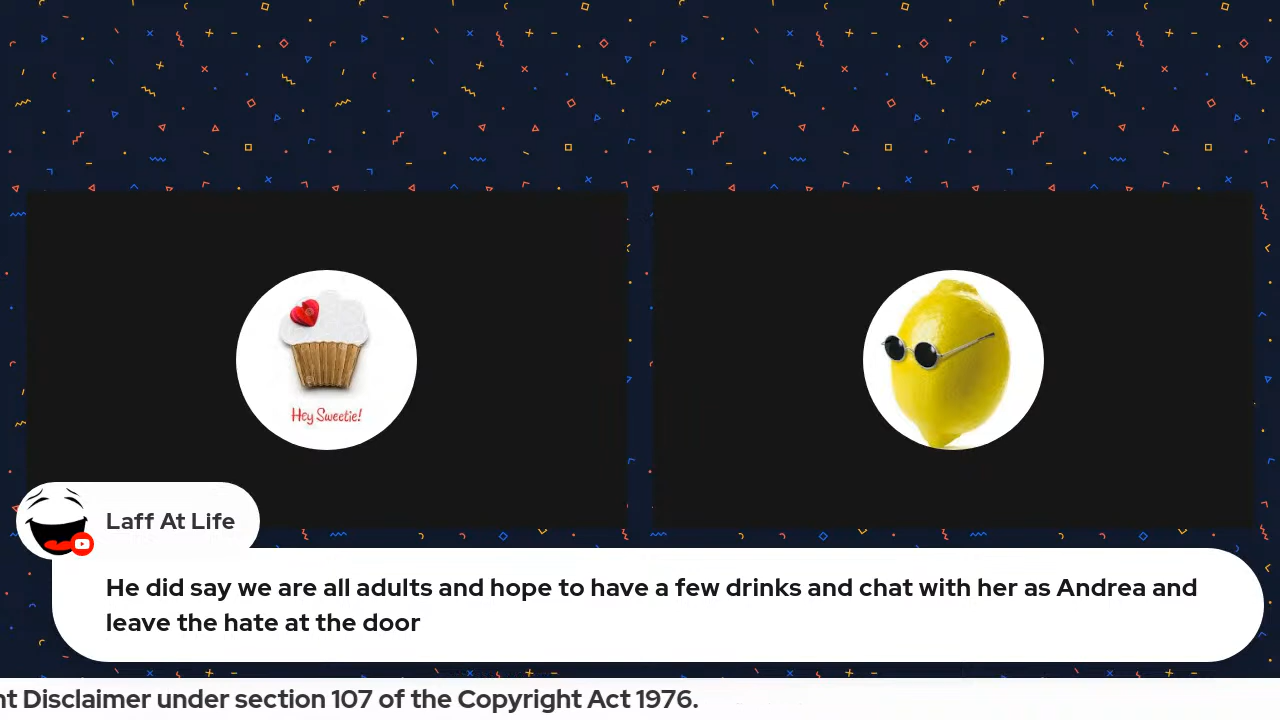 Hey Sweetie!
Laff At Life
He did say we are all adults and hope to have a few drinks and chat with her as Andrea and
leave the hate at the door
nt Disclaimer under section 107 of the Copyright Act 1976.